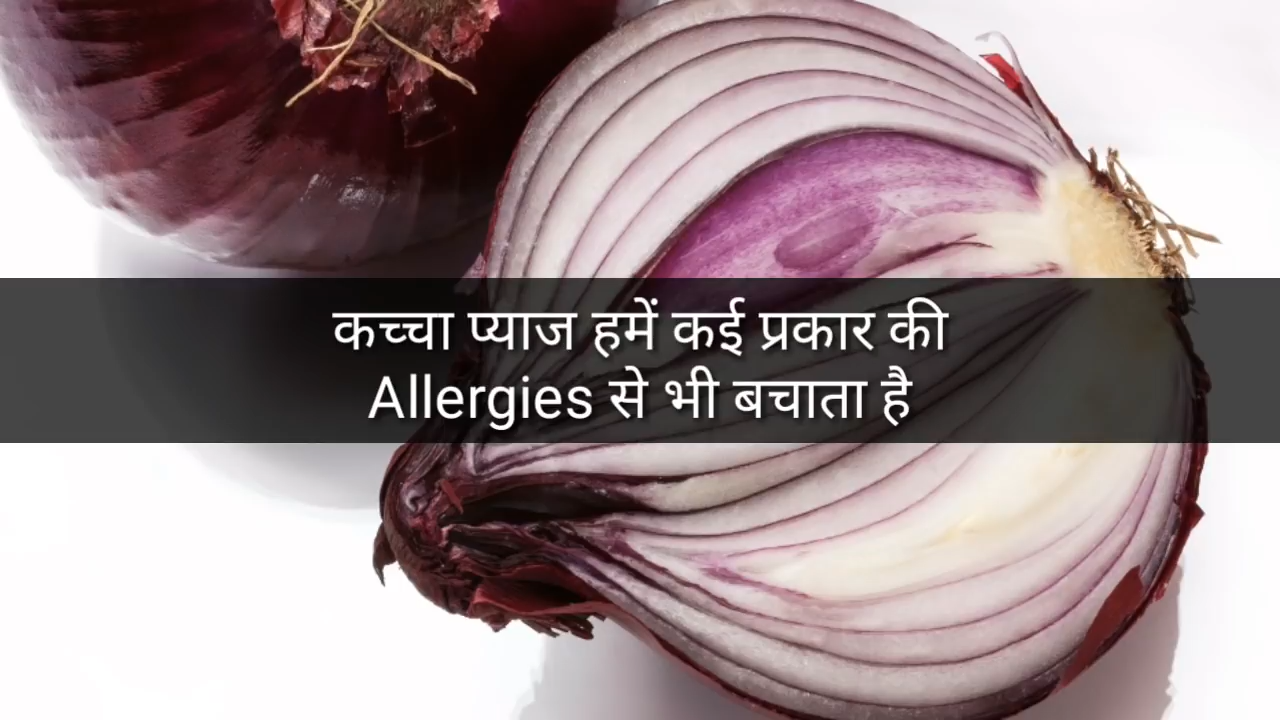 कच्चा प्याज हमें कई प्रकार की
Allergies से भी बचाता है